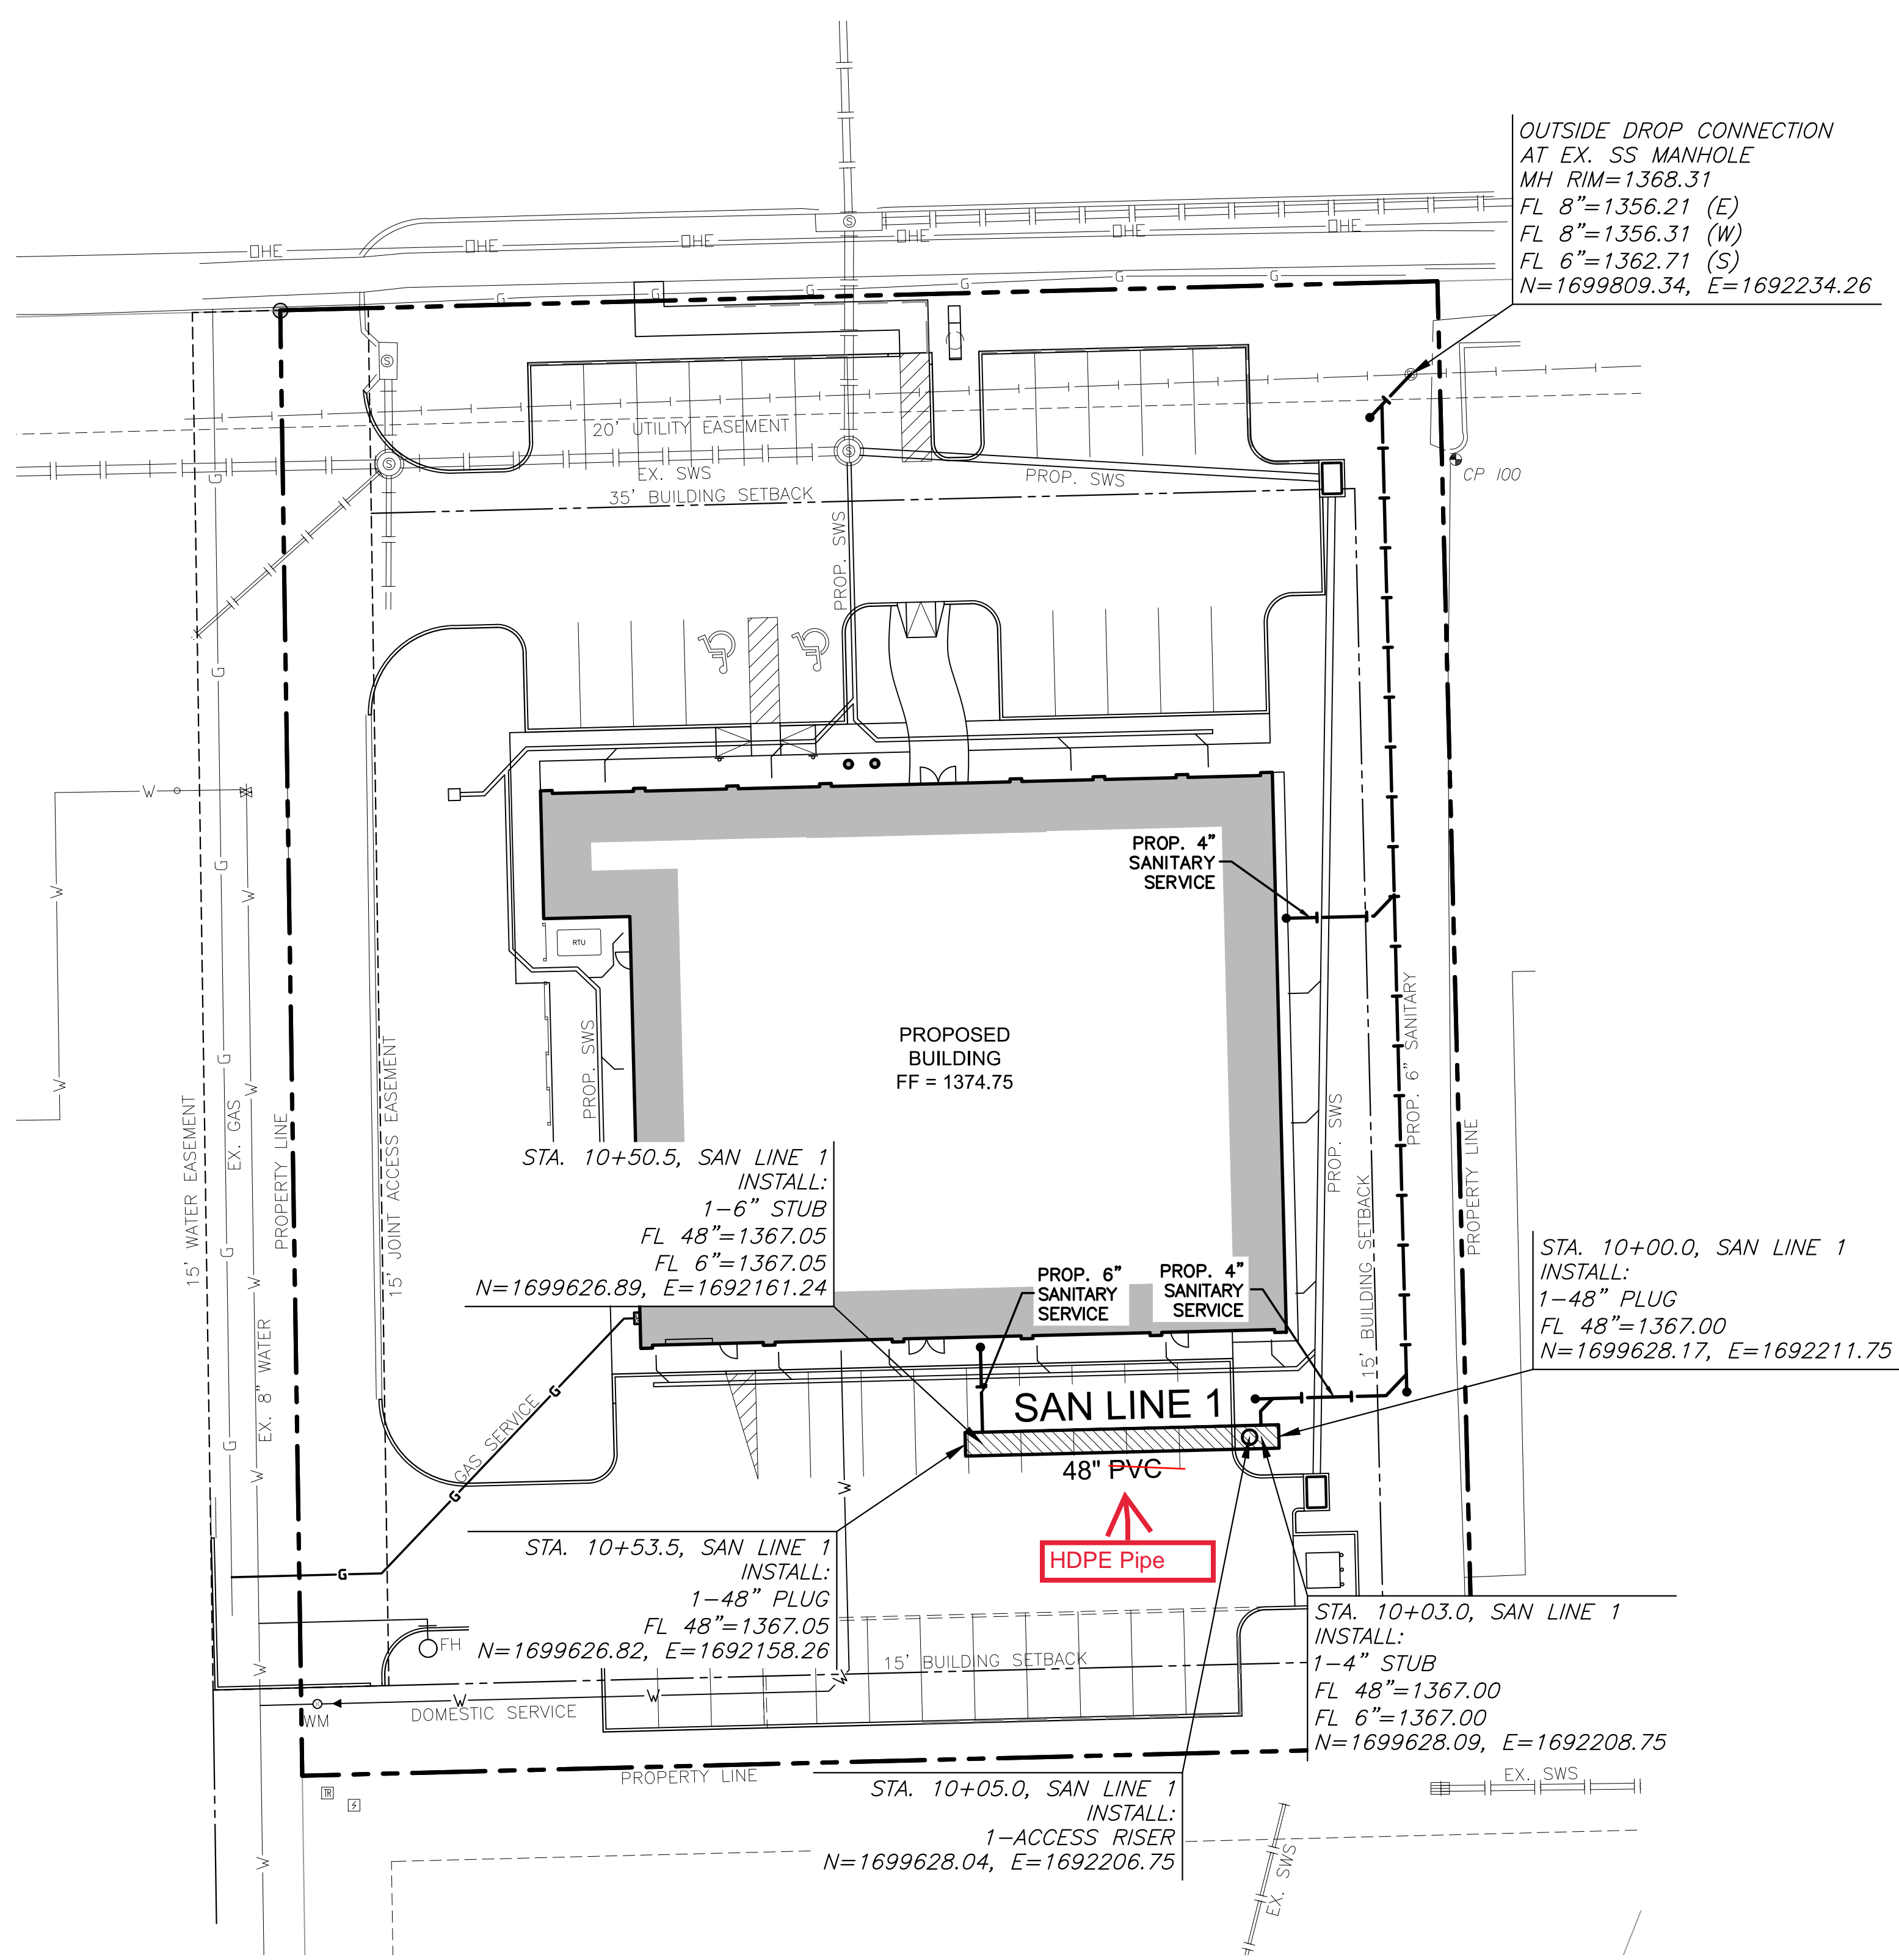 OUTSIDE DROP CONNECTION
AT EX. SS MANHOLE
MH RIM=1368.31
FL 8"=1356.21 (E)
FL 8"=1356.31 (W)
FL 6"=1362.71 (S)
N=1699809.34, E=1692234.26
OHE
OHE
OHE
OHE
OHE
OHE
S
G
G
G
G
G
S
20' UTILITY EASEMENT
S
S
EX. SWS
PROP. SWS
CP 100
35' BUILDING SETBACK
G
PROP. SWS
G
W
W
G
W
W
PROP. 4"
SANITARY
SERVICE
RTU
PROPOSED
BUILDING
FF = 1374.75
PROP. SWS
PROP. 6" SANITARY
15' WATER EASEMENT
EX. GAS
G
W
W
PROPERTY LINE
15' JOINT ACCESS EASEMENT
PROP. SWS
15' BUILDING SETBACK
PROPERTY LINE
STA. 10+50.5, SAN LINE 1
INSTALL:
1-6" STUB
FL 48"=1367.05
FL 6"=1367.05
N=1699626.89, E=1692161.24
STA. 10+00.0, SAN LINE 1
INSTALL:
1-48" PLUG
FL 48"=1367.00
N=1699628.17, E=1692211.75
PROP. 6"
SANITARY
SERVICE
PROP. 4"
SANITARY
SERVICE
G
W
EX. 8" WATER
G
W
GAS SERVICE
G
G
G
SAN LINE 1
48" PVC
W
HDPE Pipe
STA. 10+53.5, SAN LINE 1
INSTALL:
1-48" PLUG
FL 48"=1367.05
N=1699626.82, E=1692158.26
STA. 10+03.0, SAN LINE 1
INSTALL:
1-4" STUB
FL 48"=1367.00
FL 6"=1367.00
N=1699628.09, E=1692208.75
FH
W
15' BUILDING SETBACK
W
W
W
WM
DOMESTIC SERVICE
PROPERTY LINE
TR
EX. SWS
STA. 10+05.0, SAN LINE 1
INSTALL:
1-ACCESS RISER
N=1699628.04, E=1692206.75
W
EX. SWS